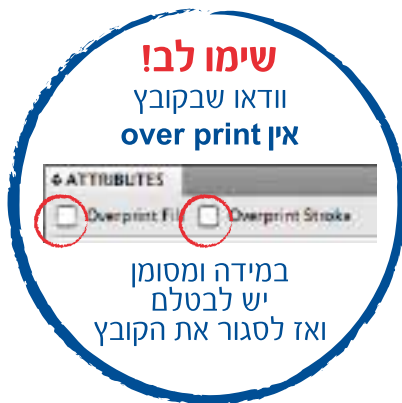 שימו לב!
וודאו שבקובץ
אין over print
ATTRIBUTES
Overprint Fill Overprint Stroke
במידה ומסומן
יש לבטלם
ואז לסגור את הקובץ